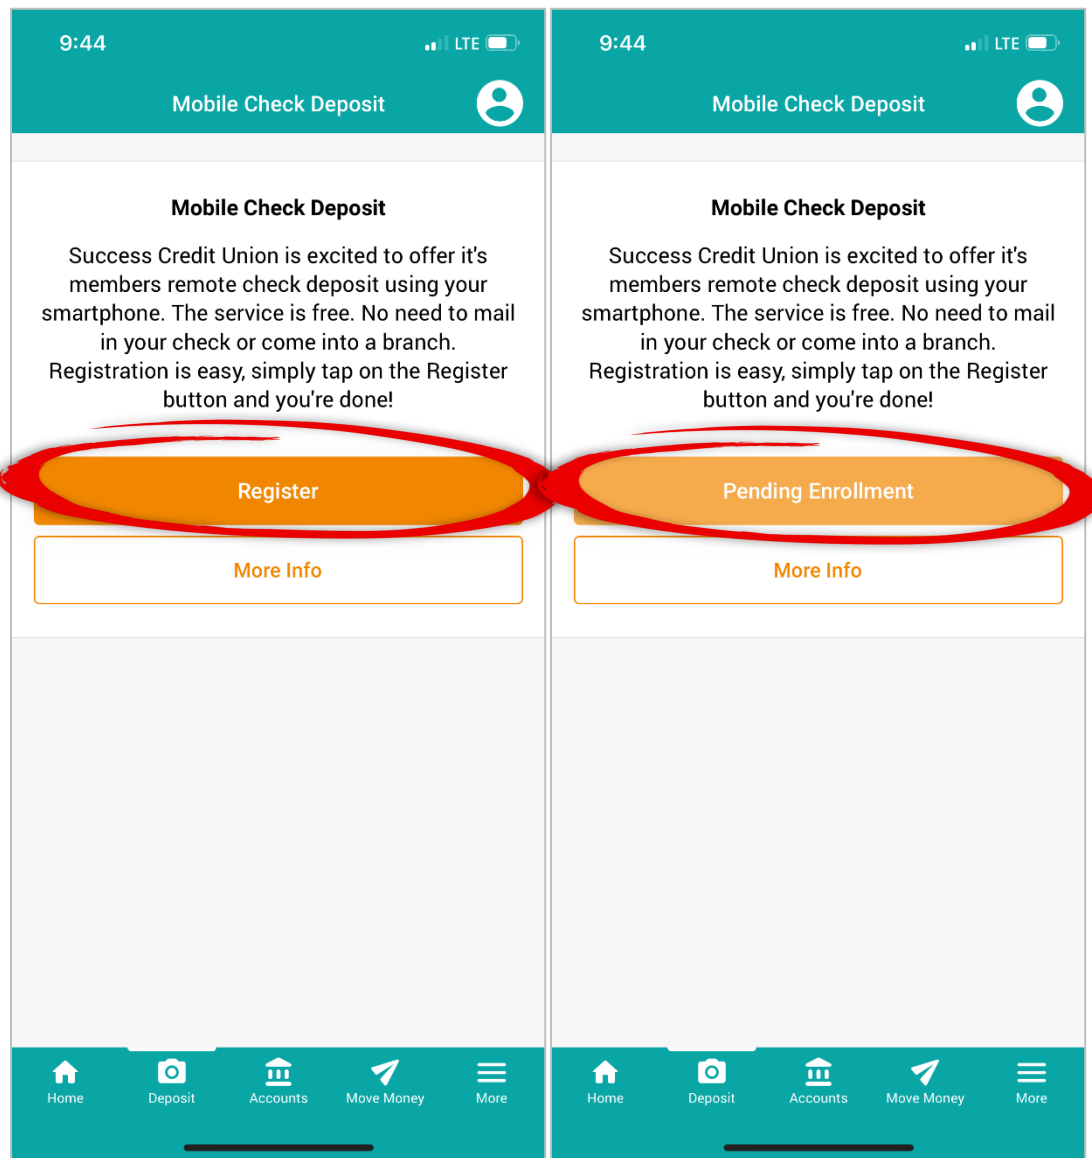 9:44
LTE
Mobile Check Deposit
Mobile Check Deposit
Success Credit Union is excited to offer it's
members remote check deposit using your
smartphone. The service is free. No need to mail
in your check or come into a branch.
Registration is easy, simply tap on the Register
button and you're done!
Register
More Info
Home
Deposit
Accounts
Move Money
More
9:44
LTE
Mobile Check Deposit
Mobile Check Deposit
Success Credit Union is excited to offer it's
members remote check deposit using your
smartphone. The service is free. No need to mail
in your check or come into a branch.
Registration is easy, simply tap on the Register
button and you're done!
Pending Enrollment
More Info
Home
Deposit
Accounts
Move Money
More